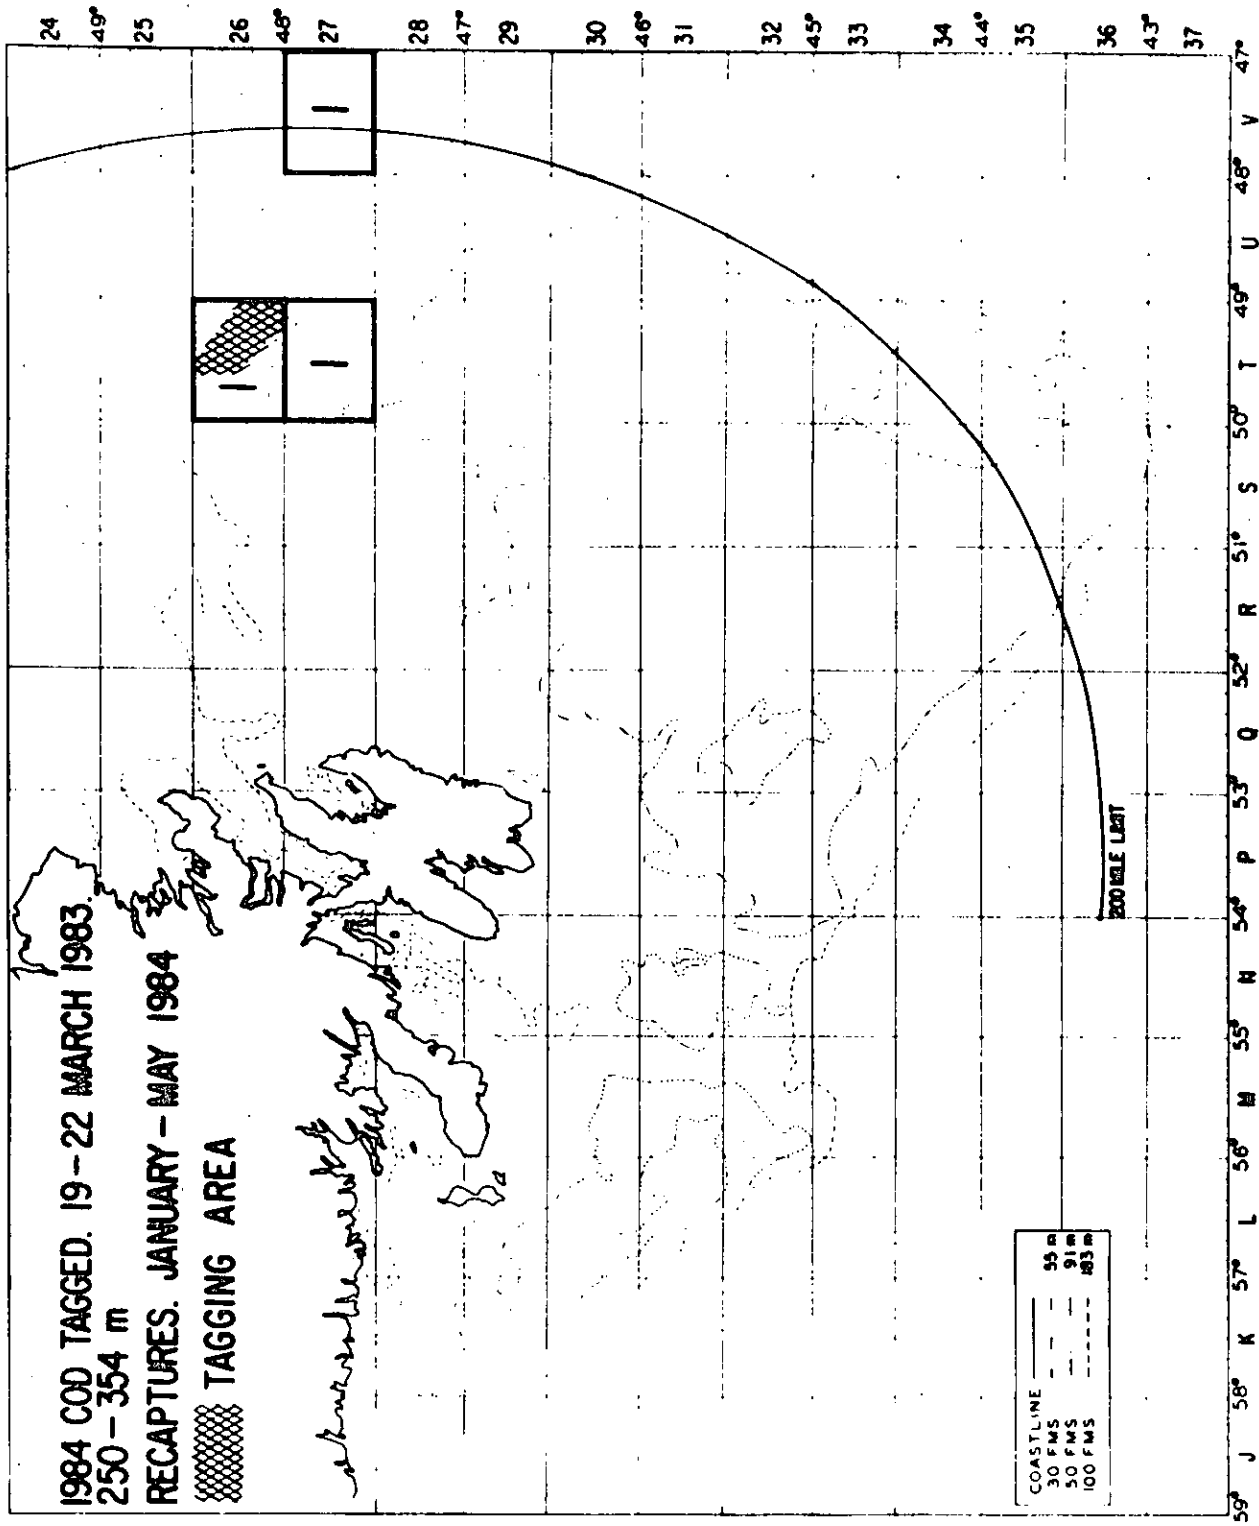 1984 COD TAGGED. 19-22 MARCH 1983.
250-354 m
RECAPTURES. JANUARY-MAY 1984
TAGGING AREA
24
49°
25
26
48°
27
28
47°
29
30
46°
31
32
45°
33
34
44°
35
36
43°
37
1
1
1
200 MILE LIMIT
COASTLINE
30 FMS 55 m
50 FMS 91 m
100 FMS 183 m
59° J 58° K 57° L 56° M 55° N 54° P 53° Q 52° R 51° S 50° T 49° U 48° V 47°